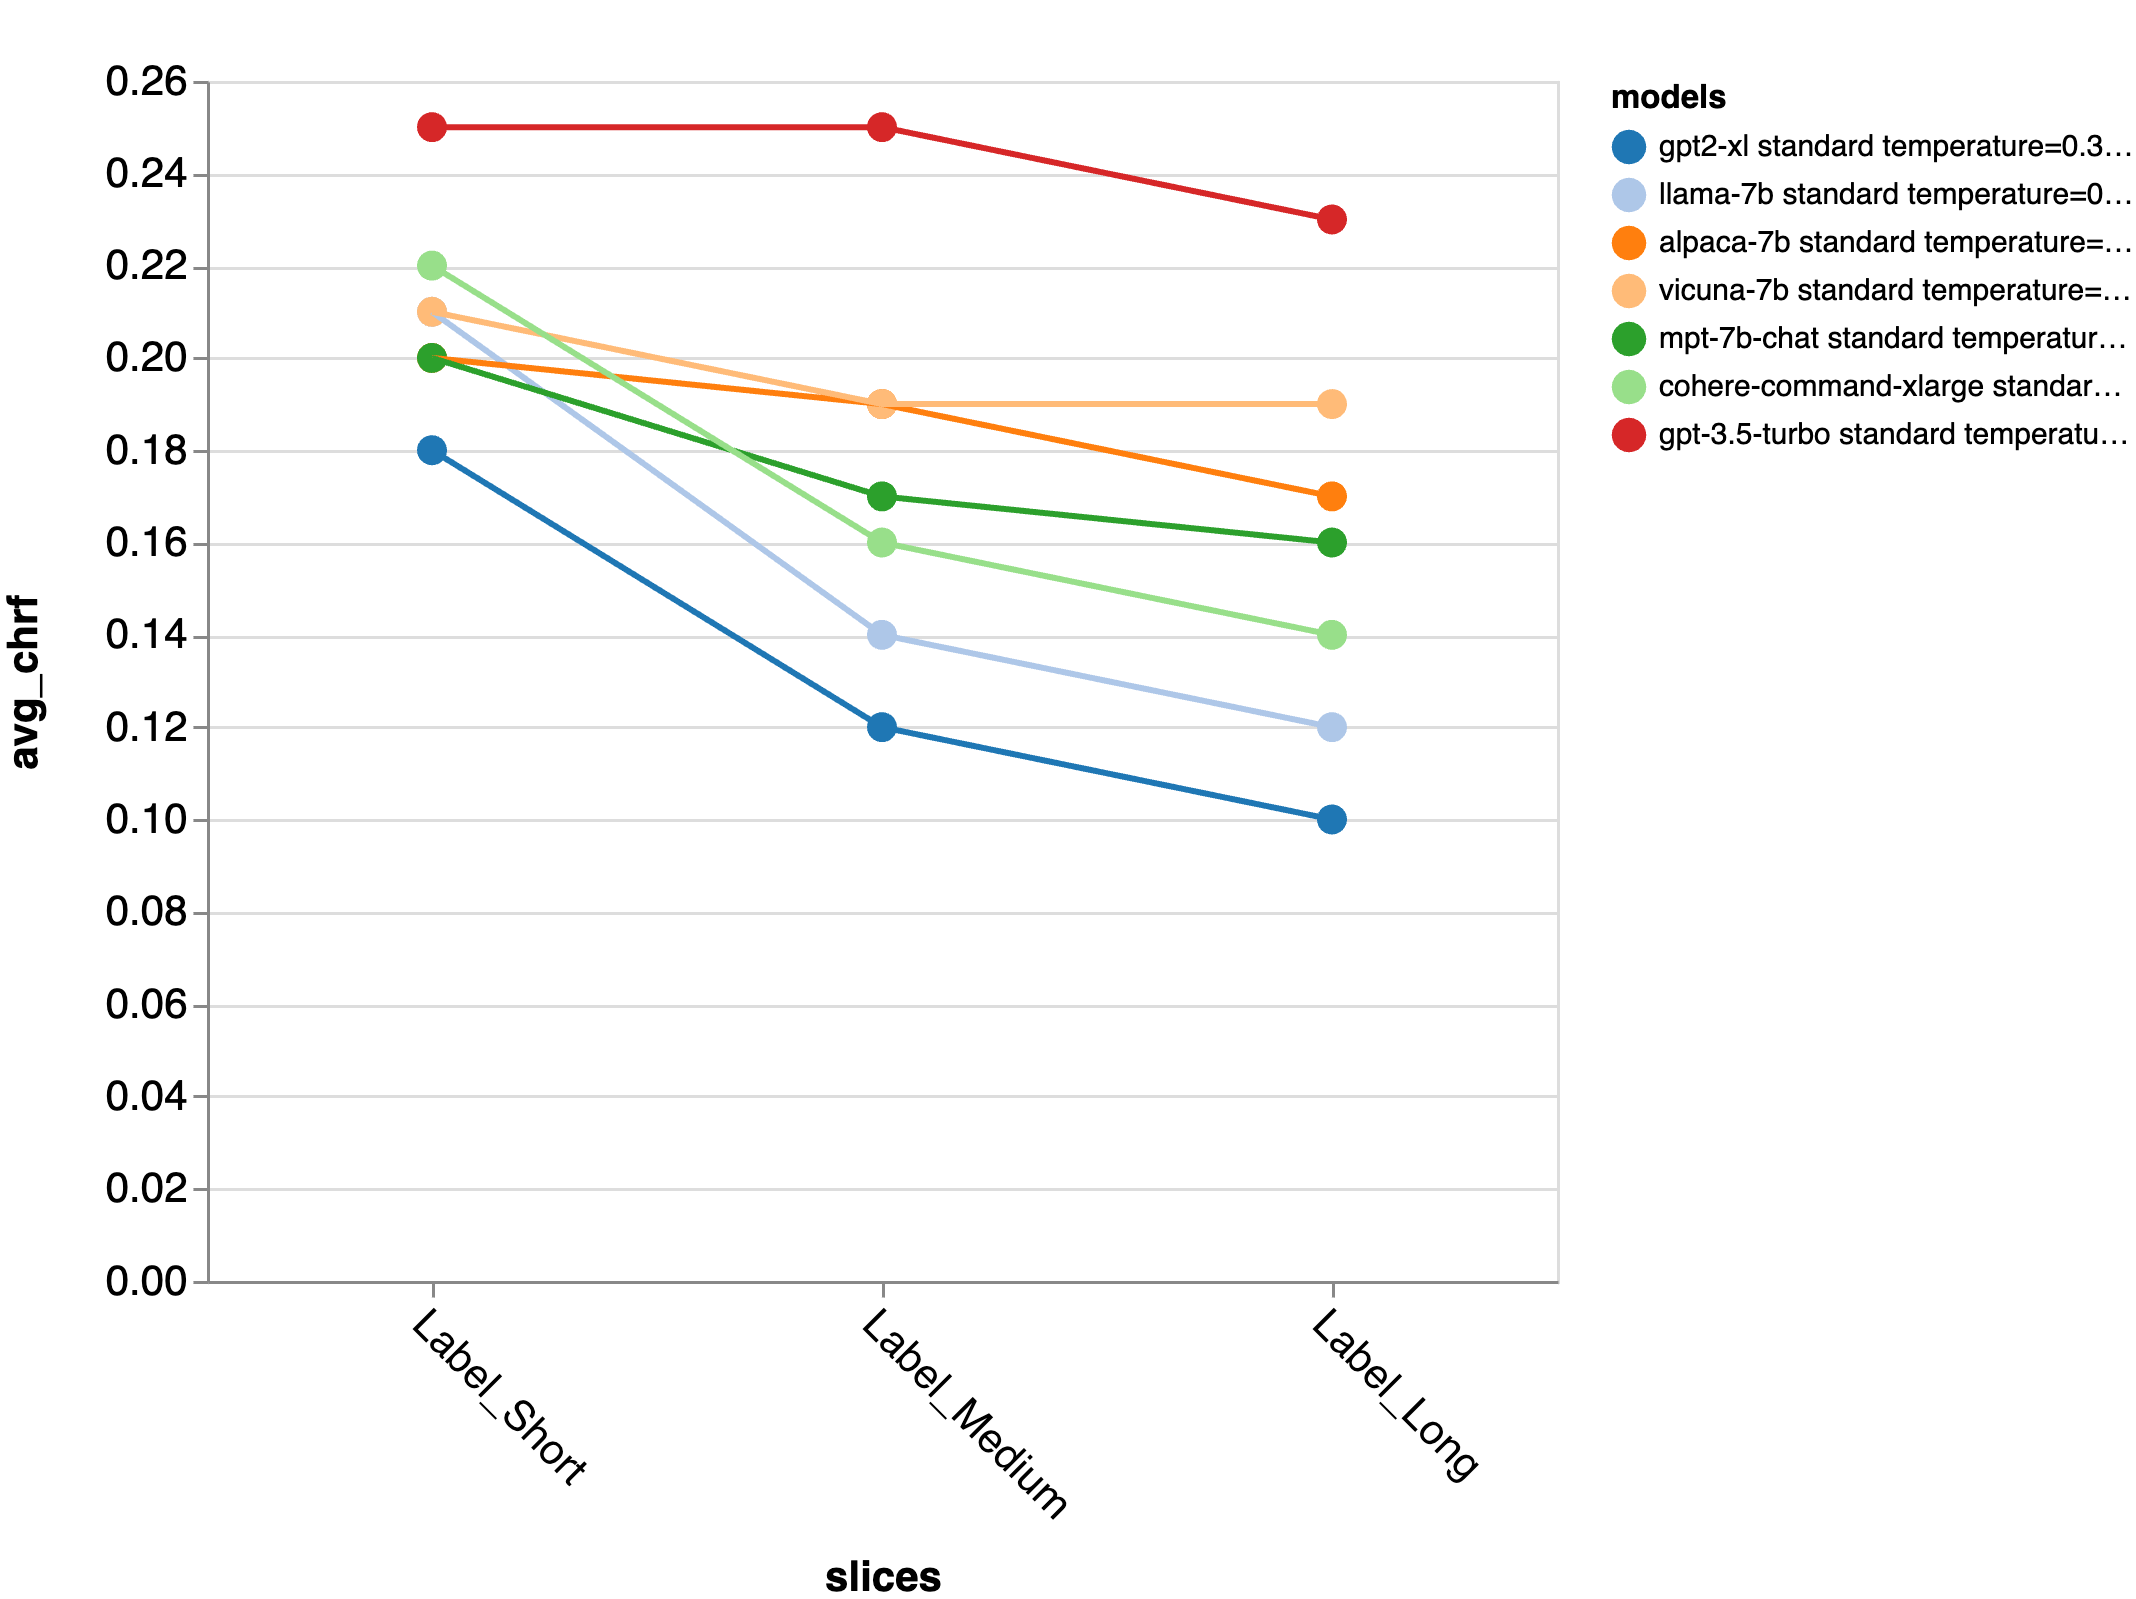 0.26
0.24
0.22
0.20
0.18
0.16
0.14
0.12
0.10
0.08
0.06
0.04
0.02
0.00
avg_chrf
Label_Short
Label_Medium
Label_Long
slices
models
gpt2-xl standard temperature=0.3…
llama-7b standard temperature=0…
alpaca-7b standard temperature=…
vicuna-7b standard temperature=…
mpt-7b-chat standard temperatur…
cohere-command-xlarge standar…
gpt-3.5-turbo standard temperatu…